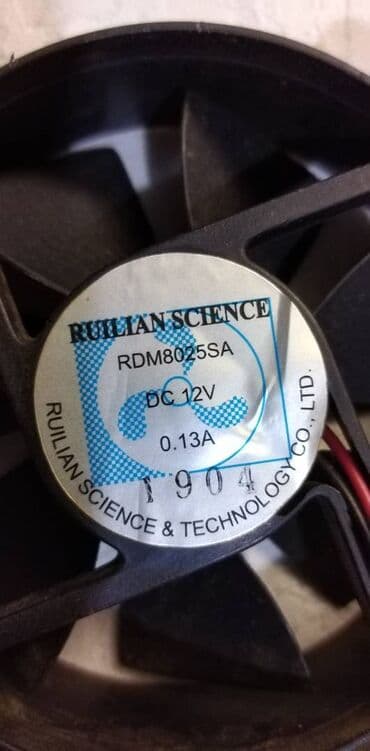 RUILIAN SCIENCE
RDM8025SA
DC 12V
0.13A
1904
RUILIAN SCIENCE & TECHNOLOGY CO., LTD.